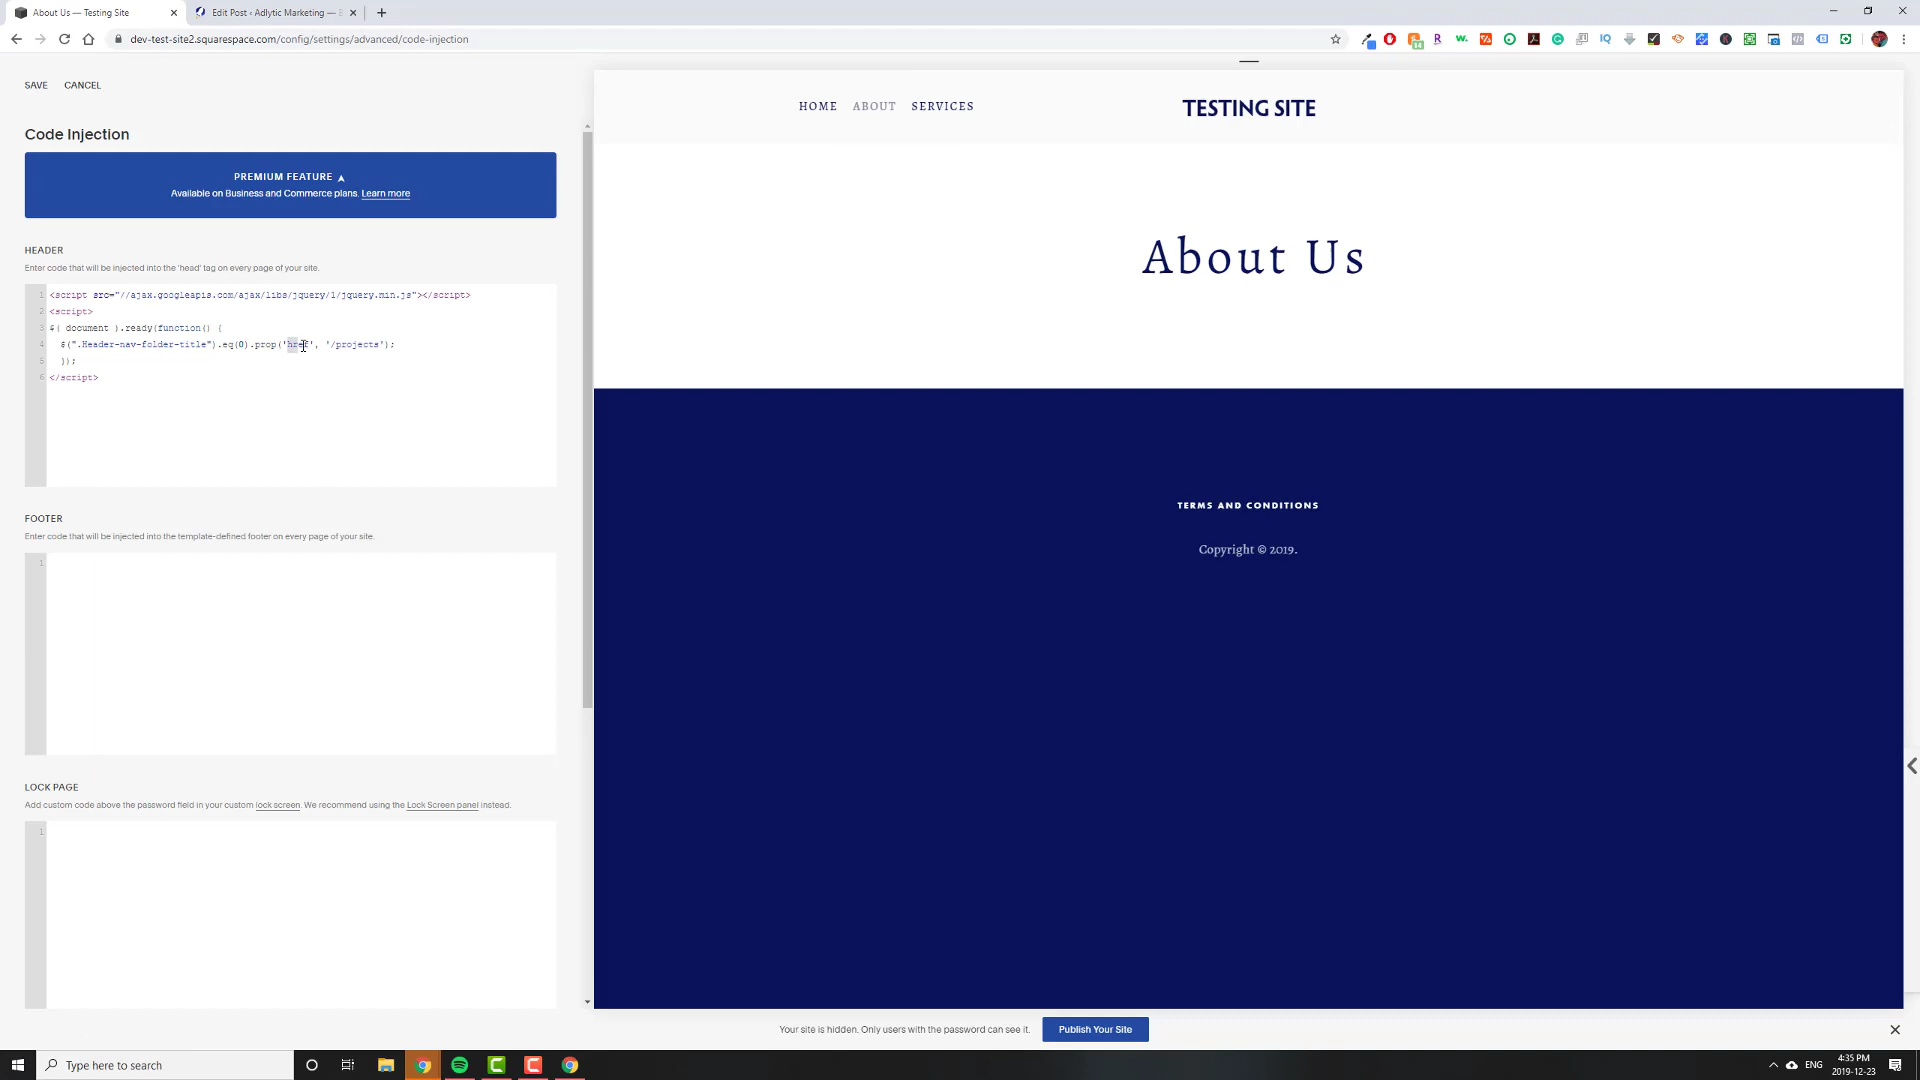 About Us — Testing Site
Edit Post ‹ Adlytic Marketing —
dev-test-site2.squarespace.com/config/settings/advanced/code-injection
SAVE CANCEL
Code Injection
PREMIUM FEATURE
Available on Business and Commerce plans. Learn more
HEADER
Enter code that will be injected into the 'head' tag on every page of your site.
1 <script src="//ajax.googleapis.com/ajax/libs/jquery/1/jquery.min.js"></script>
2 <script>
3 $( document ).ready(function() {
4 $(".Header-nav-folder-title").eq(0).prop('href', '/projects');
5 });
6 </script>
FOOTER
Enter code that will be injected into the template-defined footer on every page of your site.
1
LOCK PAGE
Add custom code above the password field in your custom lock screen. We recommend using the Lock Screen panel instead.
1
HOME ABOUT SERVICES
TESTING SITE
About Us
TERMS AND CONDITIONS
Copyright © 2019.
Your site is hidden. Only users with the password can see it. Publish Your Site
Type here to search
ENG
4:35 PM
2019-12-23